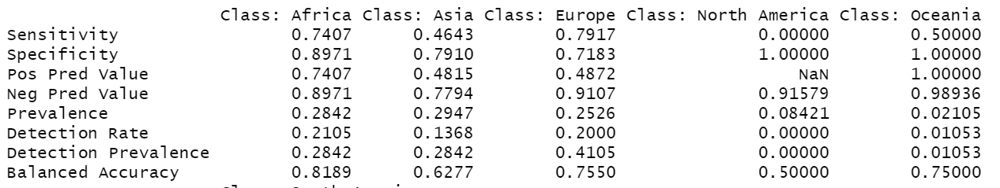 Class: Africa Class: Asia Class: Europe Class: North America Class: Oceania
Sensitivity 0.7407 0.4643 0.7917 0.00000 0.50000
Specificity 0.8971 0.7910 0.7183 1.00000 1.00000
Pos Pred Value 0.7407 0.4815 0.4872 NaN 1.00000
Neg Pred Value 0.8971 0.7794 0.9107 0.91579 0.98936
Prevalence 0.2842 0.2947 0.2526 0.08421 0.02105
Detection Rate 0.2105 0.1368 0.2000 0.00000 0.01053
Detection Prevalence 0.2842 0.2842 0.4105 0.00000 0.01053
Balanced Accuracy 0.8189 0.6277 0.7550 0.50000 0.75000